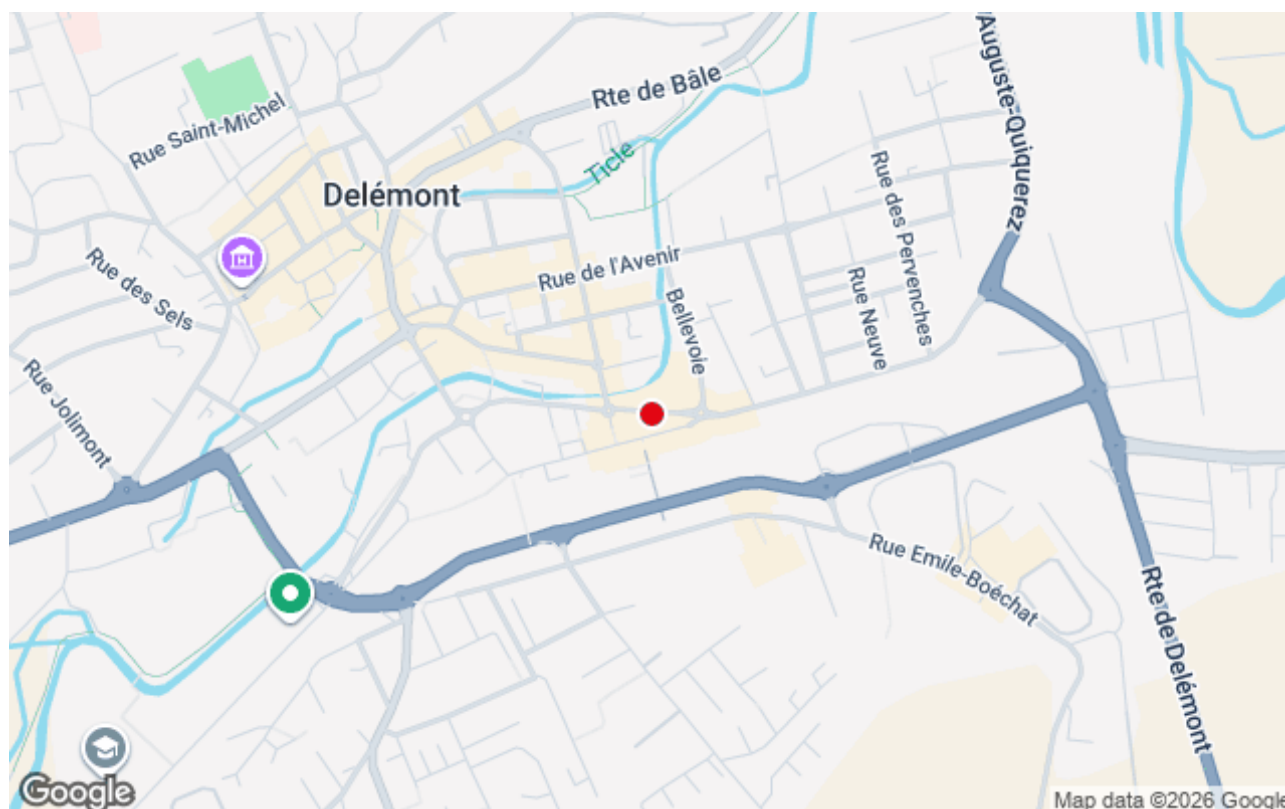 Auguste-Quiquerez
Rte de Bâle
Rue Saint-Michel
Ticle
Delémont
Rue des Pervenches
Rue des Sels
Rue de l'Avenir
Bellevoie
Rue Neuve
Rue Jolimont
Rue Emile-Boéchat
Rte de Delémont
H
Google
Map data ©2026 Google